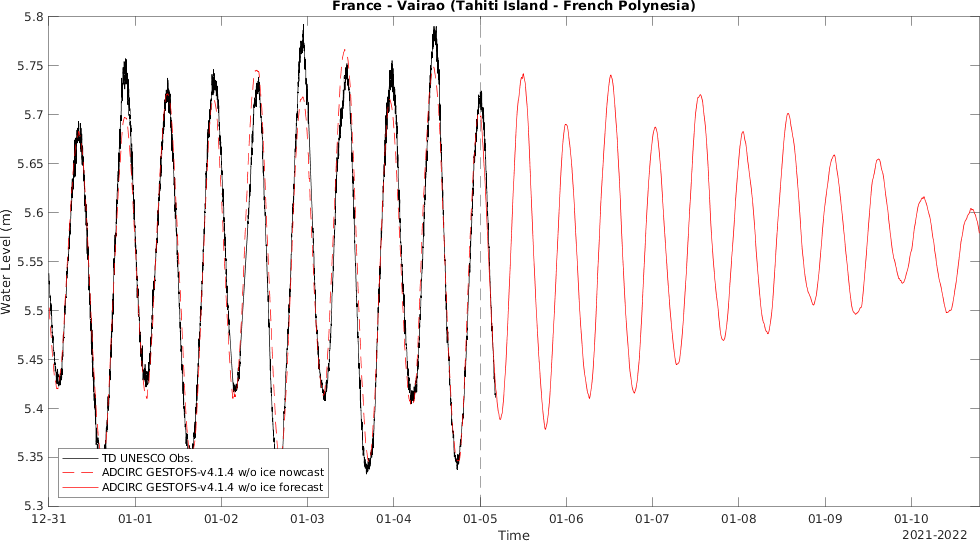 France - Vairao (Tahiti Island - French Polynesia)
5.8
5.75
5.7
5.65
5.6
5.55
5.5
5.45
5.4
5.35
5.3
Water Level (m)
TD UNESCO Obs.
ADCIRC GESTOFS-v4.1.4 w/o ice nowcast
ADCIRC GESTOFS-v4.1.4 w/o ice forecast
12-31 01-01 01-02 01-03 01-04 01-05 01-06 01-07 01-08 01-09 01-10
Time
2021-2022